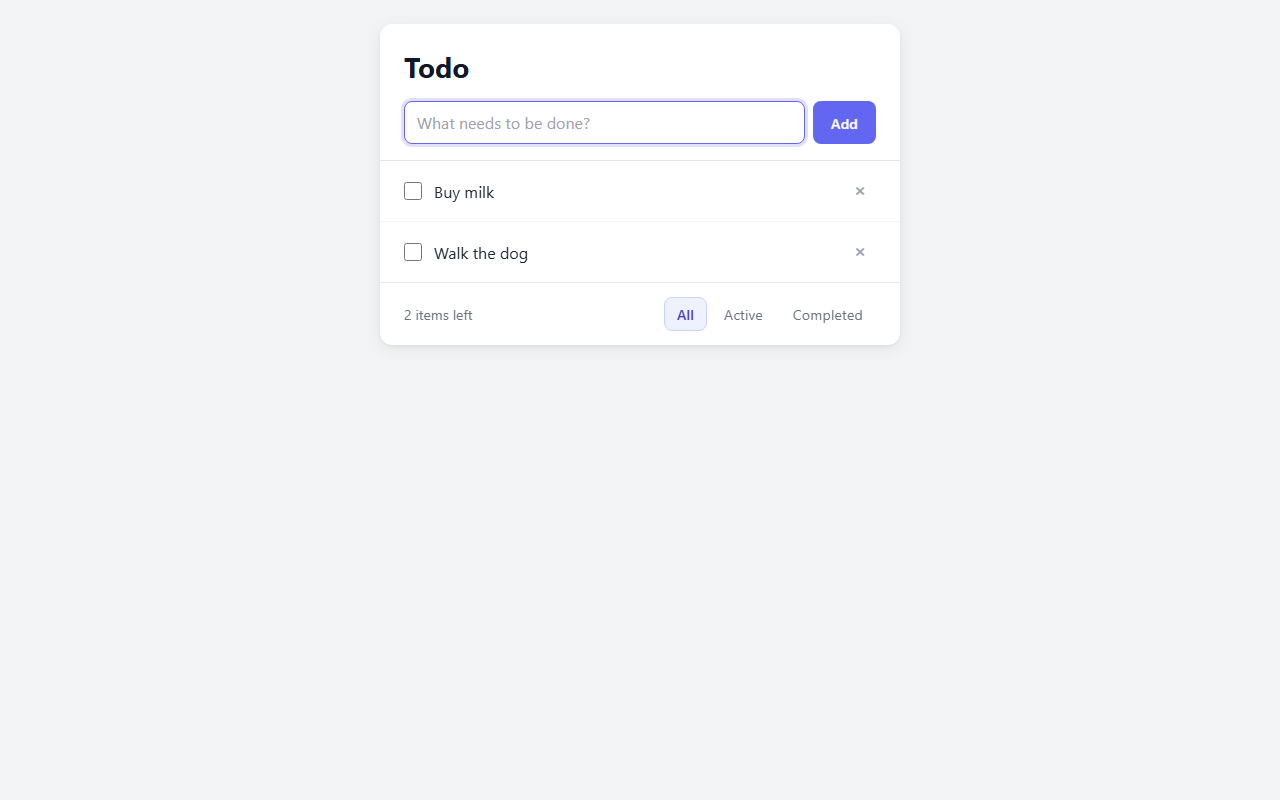 Todo
What needs to be done? Add
Buy milk ×
Walk the dog ×
2 items left All Active Completed